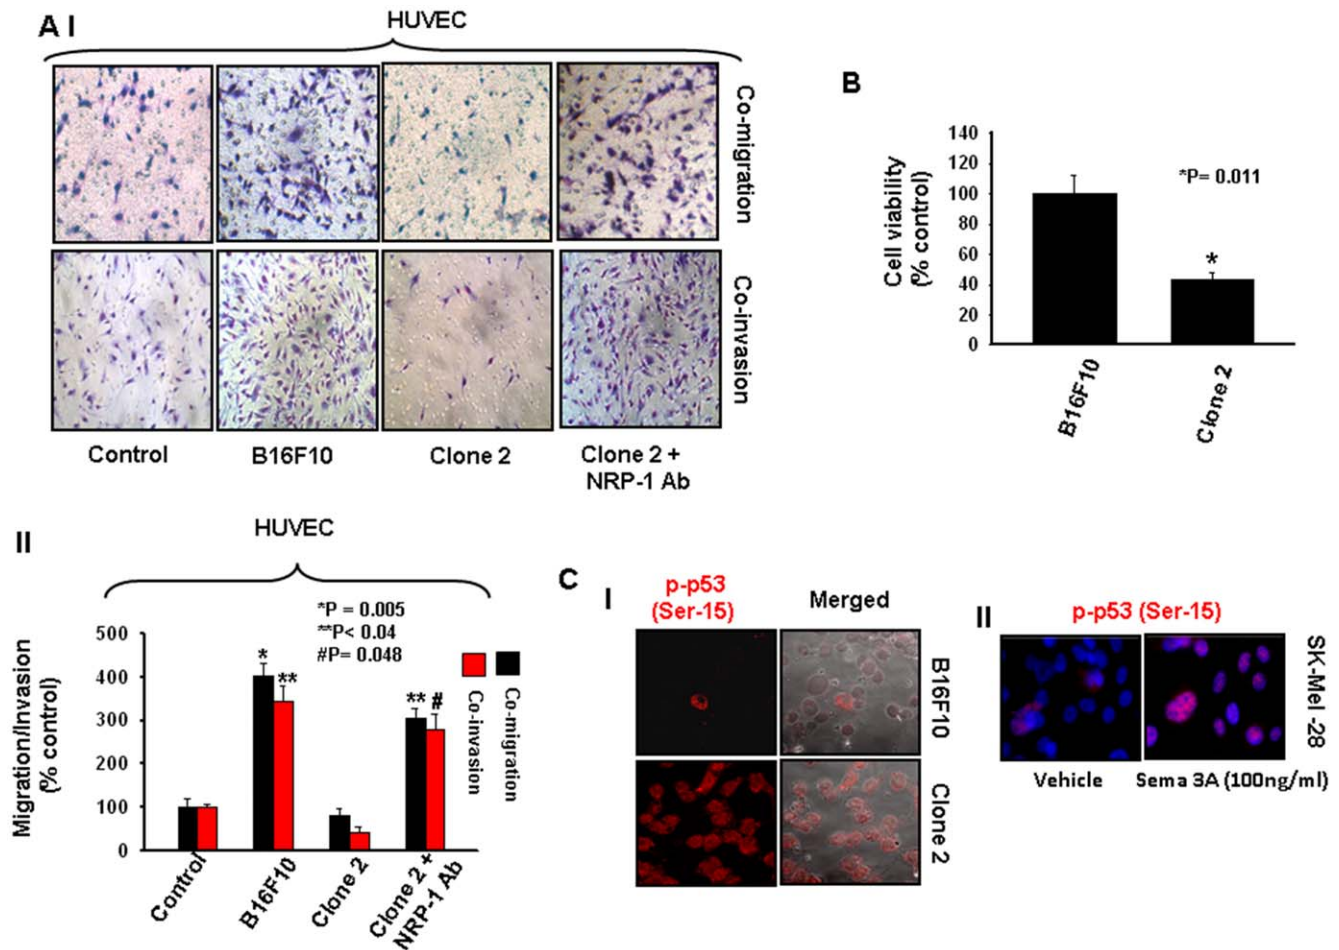 A I
HUVEC
Co-migration
Co-invasion
Control
B16F10
Clone 2
Clone 2 +
NRP-1 Ab
B
140
120
100
80
60
40
20
0
Cell viability
(% control)
*P= 0.011
*
B16F10
Clone 2
II
HUVEC
*P = 0.005
**P< 0.04
#P= 0.048
Co-invasion
Co-migration
Migration/Invasion
(% control)
500
400
300
200
100
0
*
**
**
#
Control
B16F10
Clone 2
Clone 2 +
NRP-1 Ab
C
I
p-p53
(Ser-15)
Merged
B16F10
Clone 2
II
p-p53 (Ser-15)
SK-Mel -28
Vehicle
Sema 3A (100ng/ml)